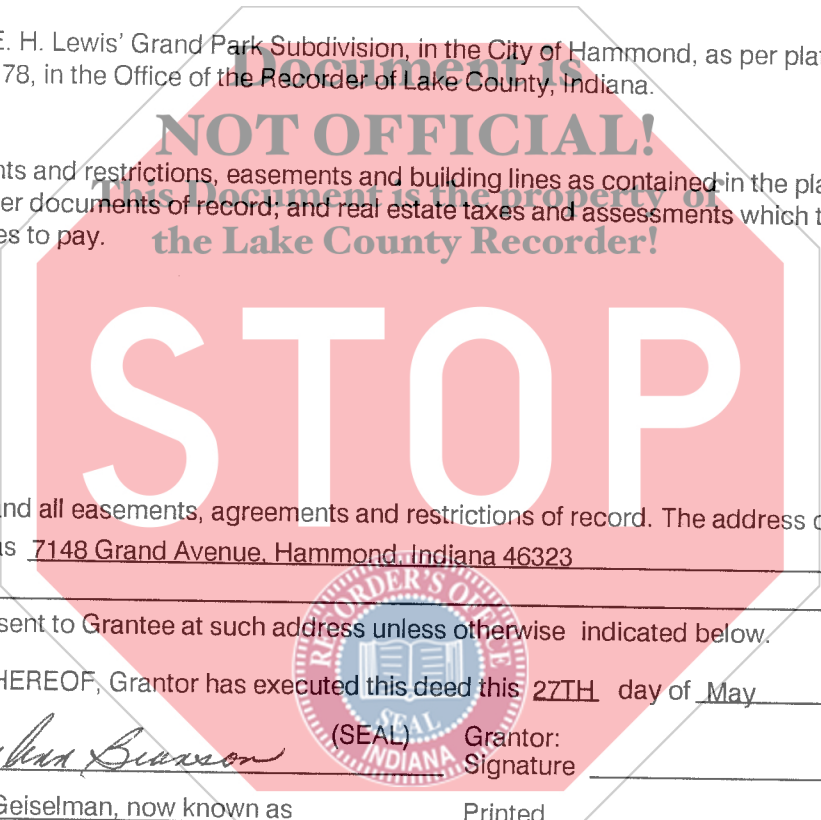 E. H. Lewis' Grand Park Subdivision, in the City of Hammond, as per plat
Document is
78, in the Office of the Recorder of Lake County, Indiana.
NOT OFFICIAL!
nts and restrictions, easements and building lines as contained in the pla
This Document is the property of
er documents of record; and real estate taxes and assessments which t
es to pay.
the Lake County Recorder!
STOP
nd all easements, agreements and restrictions of record. The address o
as 7148 Grand Avenue, Hammond, Indiana 46323
RECORDER'S OFFICE
sent to Grantee at such address unless otherwise indicated below.
HEREOF, Grantor has executed this deed this 27TH day of May
SEAL
INDIANA
Ann Branson (SEAL) Grantor:
Signature
Geiselman, now known as Printed